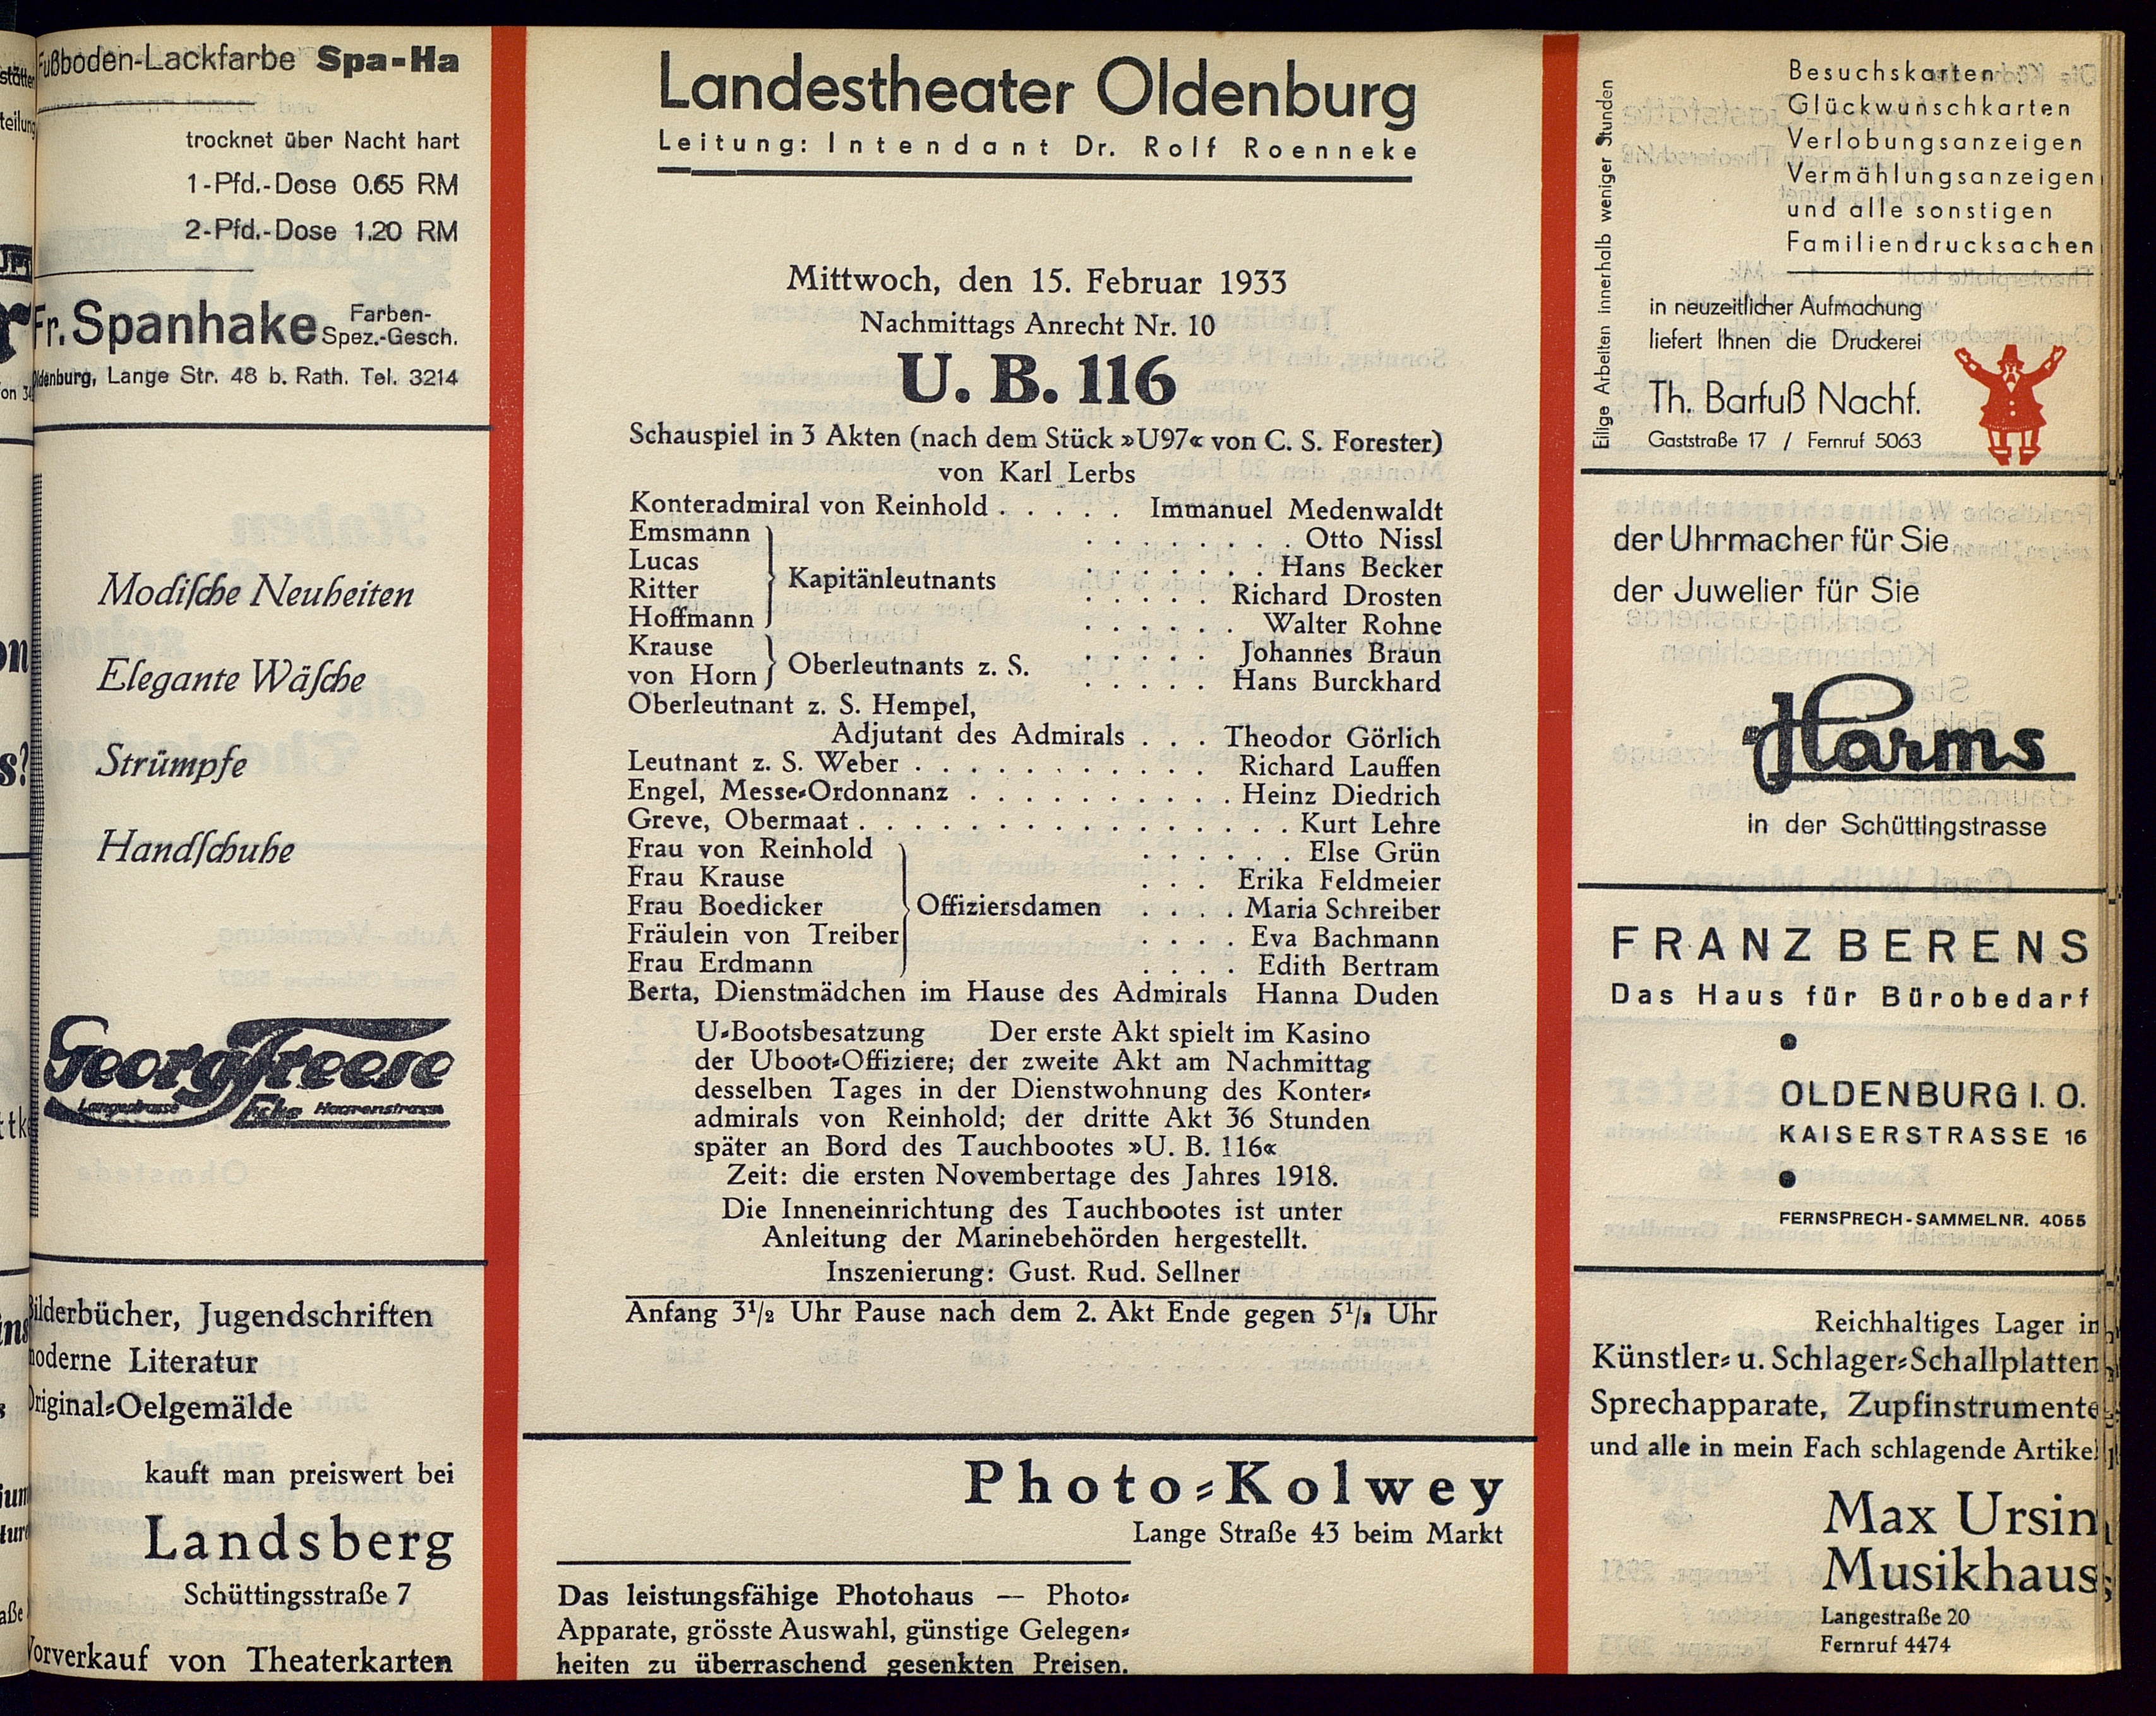 Fußboden-Lackfarbe Spa-Ha
trocknet über Nacht hart
1-Pfd.-Dose 0.65 RM
2-Pfd.-Dose 1.20 RM
Fr. Spanhake Farben-
Spez.-Gesch.
Oldenburg, Lange Str. 48 b. Rath. Tel. 3214
Modische Neuheiten
Elegante Wäsche
Strümpfe
Handschuhe
Georg Freese
Langestrasse Ecke Haarenstrasse
Bilderbücher, Jugendschriften
moderne Literatur
Original-Oelgemälde
kauft man preiswert bei
Landsberg
Schüttingsstraße 7
Vorverkauf von Theaterkarten
Landestheater Oldenburg
Leitung: Intendant Dr. Rolf Roenneke
Mittwoch, den 15. Februar 1933
Nachmittags Anrecht Nr. 10
U. B. 116
Schauspiel in 3 Akten (nach dem Stück »U97« von C. S. Forester)
von Karl Lerbs
Konteradmiral von Reinhold . . . . . Immanuel Medenwaldt
Emsmann . . . . . . . . Otto Nissl
Lucas . . . . . . . Hans Becker
Kapitänleutnants
Ritter . . . . . Richard Drosten
Hoffmann . . . . . . Walter Rohne
Krause . . . . . Johannes Braun
Oberleutnants z. S.
von Horn . . . . . Hans Burckhard
Oberleutnant z. S. Hempel,
Adjutant des Admirals . . . Theodor Görlich
Leutnant z. S. Weber . . . . . . . . . . . Richard Lauffen
Engel, Messe-Ordonnanz . . . . . . . . . . Heinz Diedrich
Greve, Obermaat . . . . . . . . . . . . . . . . Kurt Lehre
Frau von Reinhold . . . . . . Else Grün
Frau Krause . . . Erika Feldmeier
Frau Boedicker Offiziersdamen . . . . Maria Schreiber
Fräulein von Treiber . . . . Eva Bachmann
Frau Erdmann . . . . Edith Bertram
Berta, Dienstmädchen im Hause des Admirals Hanna Duden
U-Bootsbesatzung Der erste Akt spielt im Kasino
der Uboot-Offiziere; der zweite Akt am Nachmittag
desselben Tages in der Dienstwohnung des Konter-
admirals von Reinhold; der dritte Akt 36 Stunden
später an Bord des Tauchbootes »U. B. 116«
Zeit: die ersten Novembertage des Jahres 1918.
Die Inneneinrichtung des Tauchbootes ist unter
Anleitung der Marinebehörden hergestellt.
Inszenierung: Gust. Rud. Sellner
Anfang 3½ Uhr Pause nach dem 2. Akt Ende gegen 5½ Uhr
Photo-Kolwey
Lange Straße 43 beim Markt
Das leistungsfähige Photohaus — Photo-
Apparate, grösste Auswahl, günstige Gelegen-
heiten zu überraschend gesenkten Preisen.
Eilige Arbeiten innerhalb weniger Stunden
Besuchskarten
Glückwunschkarten
Verlobungsanzeigen
Vermählungsanzeigen
und alle sonstigen
Familiendrucksachen
in neuzeitlicher Aufmachung
liefert Ihnen die Druckerei
Th. Barfuß Nachf.
Gaststraße 17 / Fernruf 5063
der Uhrmacher für Sie
der Juwelier für Sie
Harms
in der Schüttingstrasse
FRANZ BERENS
Das Haus für Bürobedarf
OLDENBURG I. O.
KAISERSTRASSE 16
FERNSPRECH-SAMMELNR. 4055
Reichhaltiges Lager in
Künstler- u. Schlager-Schallplatten
Sprechapparate, Zupfinstrumente
und alle in mein Fach schlagende Artikel
Max Ursin
Musikhaus
Langestraße 20
Fernruf 4474